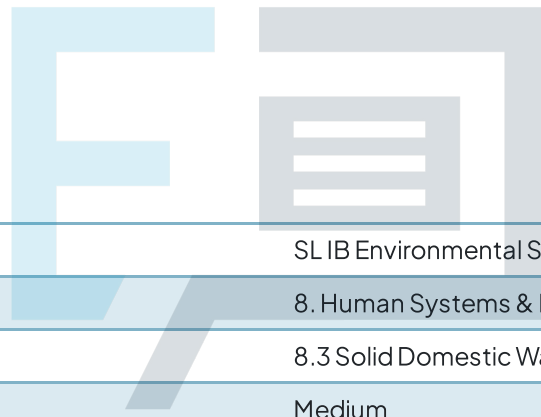 SL IB Environmental
8. Human Systems &
8.3 Solid Domestic
Medium